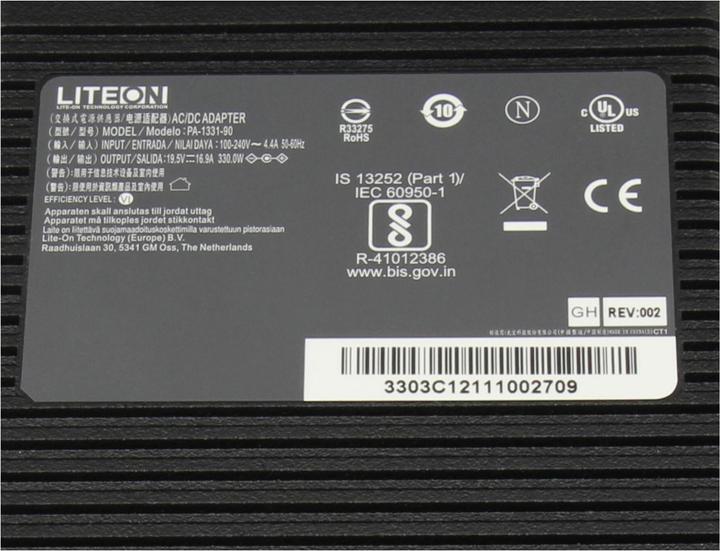 LITEON
LITE-ON TECHNOLOGY CORPORATION
(交換式電源供應器/电源适配器) AC/DC ADAPTER
(型號/型号) MODEL / Modelo : PA-1331-90
(輸入/输入) INPUT / ENTRADA / NILAI DAYA : 100-240V~ 4.4A 50-60Hz
(輸出/输出) OUTPUT/SALIDA: 19.5V⎓16.9A 330.0W
(警告):限用于信息技术设备及室内使用
(警告):限使用於資訊類產品及室內使用
EFFICIENCY LEVEL: VI
Apparaten skall anslutas till jordat uttag
Apparatet må tilkoples jordet stikkontakt
Laite on liitettävä suojamaadoituskoskettimilla varustettuun pistorasiaan
Lite-On Technology (Europe) B.V.
Raadhuislaan 30, 5341 GM Oss, The Netherlands
R33275
RoHS
10
N
c UL US
LISTED
IS 13252 (Part 1)/
IEC 60950-1
R-41012386
www.bis.gov.in
CE
GH
REV:002
CT1
3303C12111002709